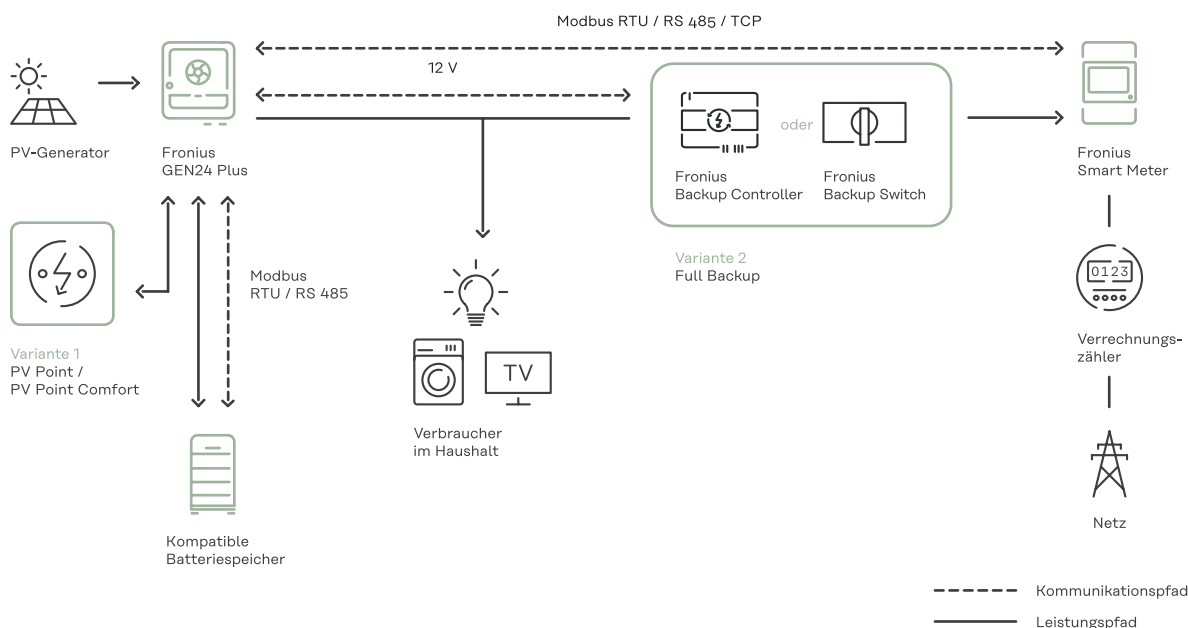 Modbus RTU / RS 485 / TCP
12 V
PV-Generator
Fronius
GEN24 Plus
oder
Fronius
Backup Controller
Fronius
Backup Switch
Fronius
Smart Meter
Variante 2
Full Backup
Modbus
RTU / RS 485
0123
Variante 1
PV Point /
PV Point Comfort
TV
Verrechnungs-
zähler
Verbraucher
im Haushalt
Netz
Kompatible
Batteriespeicher
Kommunikationspfad
Leistungspfad